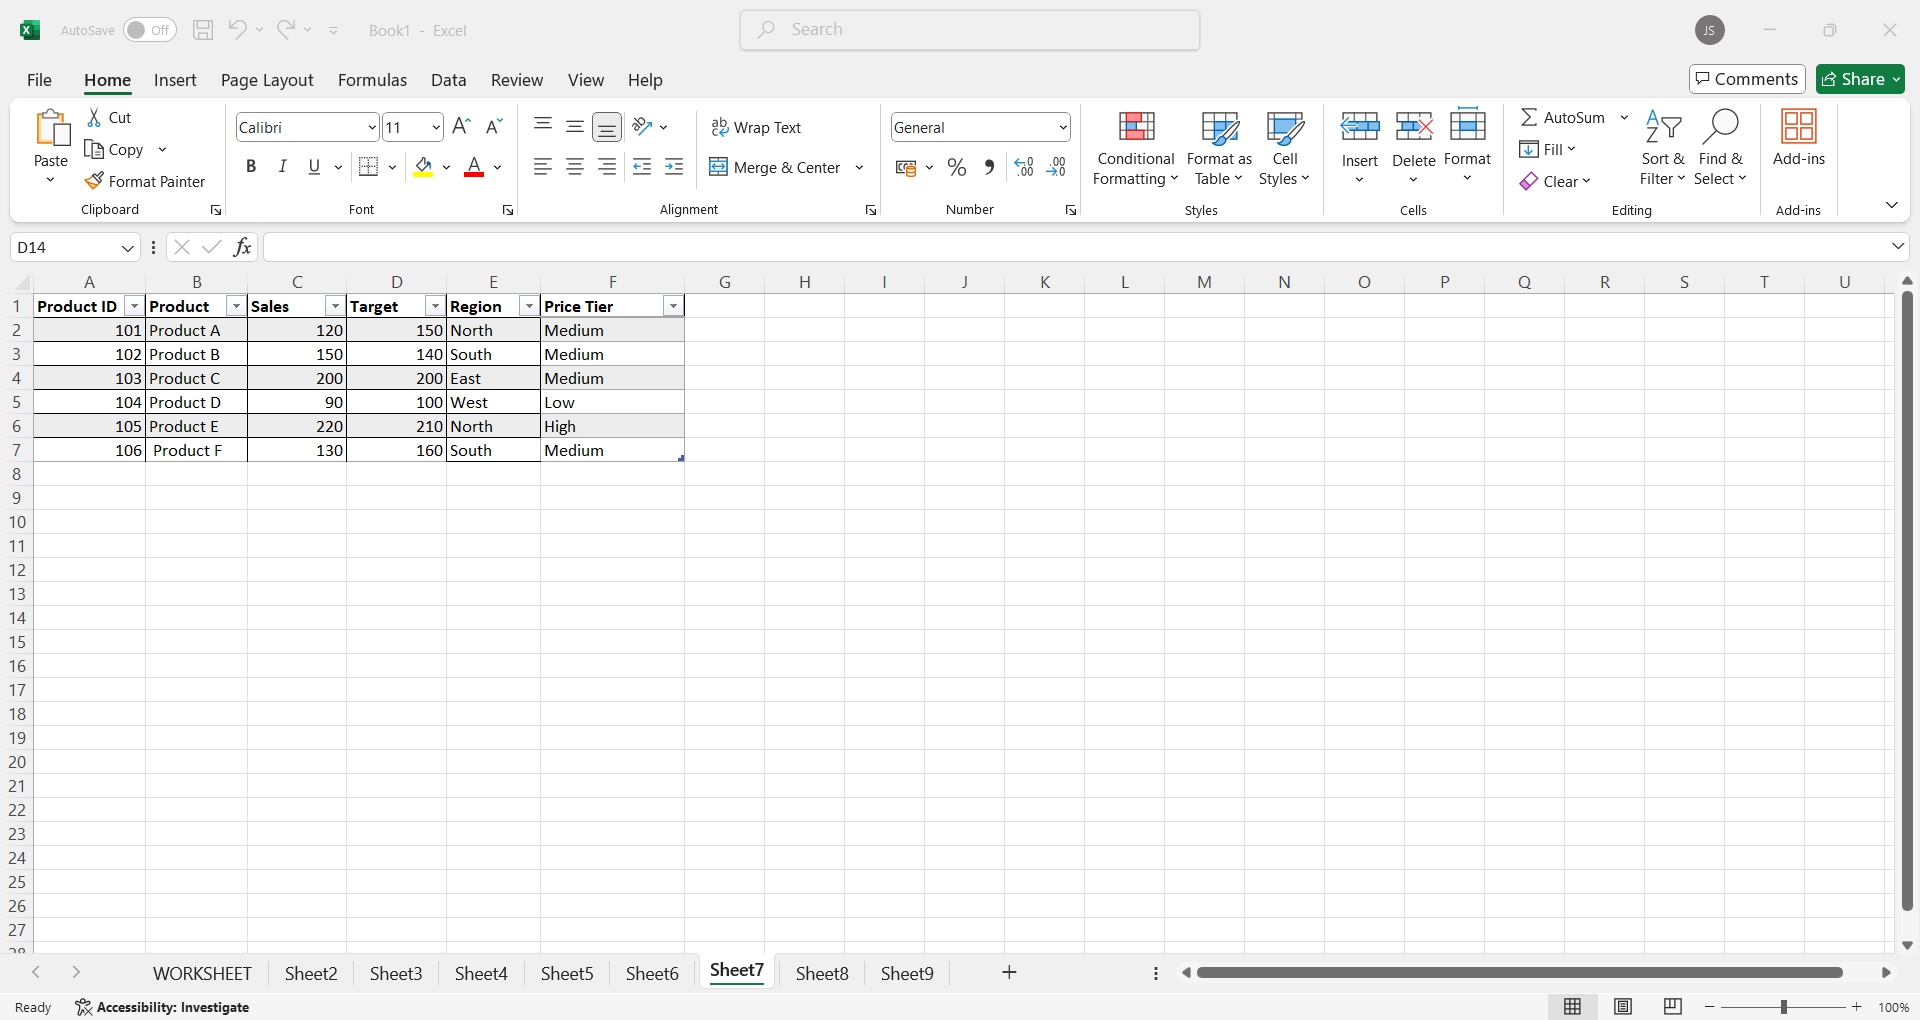 AutoSave Off Book1 - Excel Search JS
File Home Insert Page Layout Formulas Data Review View Help Comments Share
Paste Cut Copy Format Painter Clipboard
Calibri 11 B I U A Font
Wrap Text Merge & Center Alignment
General % Number
Conditional Formatting Format as Table Cell Styles Styles
Insert Delete Format Cells
AutoSum Fill Clear Sort & Filter Find & Select Editing
Add-ins Add-ins
D14 fx
A B C D E F G H I J K L M N O P Q R S T U
1 Product ID Product Sales Target Region Price Tier
2 101 Product A 120 150 North Medium
3 102 Product B 150 140 South Medium
4 103 Product C 200 200 East Medium
5 104 Product D 90 100 West Low
6 105 Product E 220 210 North High
7 106 Product F 130 160 South Medium
8
9
10
11
12
13
14
15
16
17
18
19
20
21
22
23
24
25
26
27
28
WORKSHEET Sheet2 Sheet3 Sheet4 Sheet5 Sheet6 Sheet7 Sheet8 Sheet9 +
Ready Accessibility: Investigate 100%